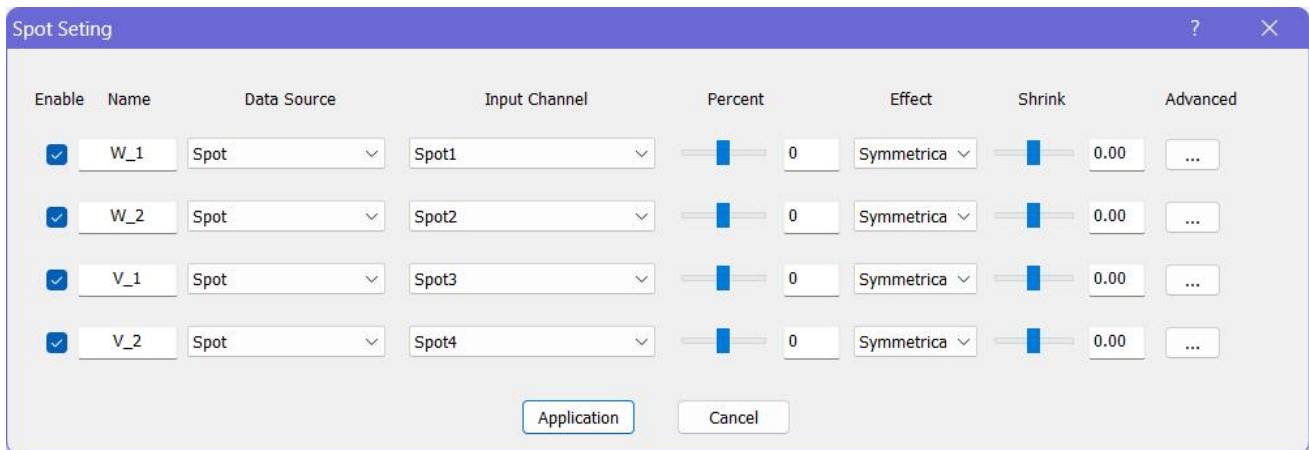 Spot Seting ?
Enable Name Data Source Input Channel Percent Effect Shrink Advanced
W_1 Spot Spot1 0 Symmetrica 0.00 ...
W_2 Spot Spot2 0 Symmetrica 0.00 ...
V_1 Spot Spot3 0 Symmetrica 0.00 ...
V_2 Spot Spot4 0 Symmetrica 0.00 ...
Application Cancel